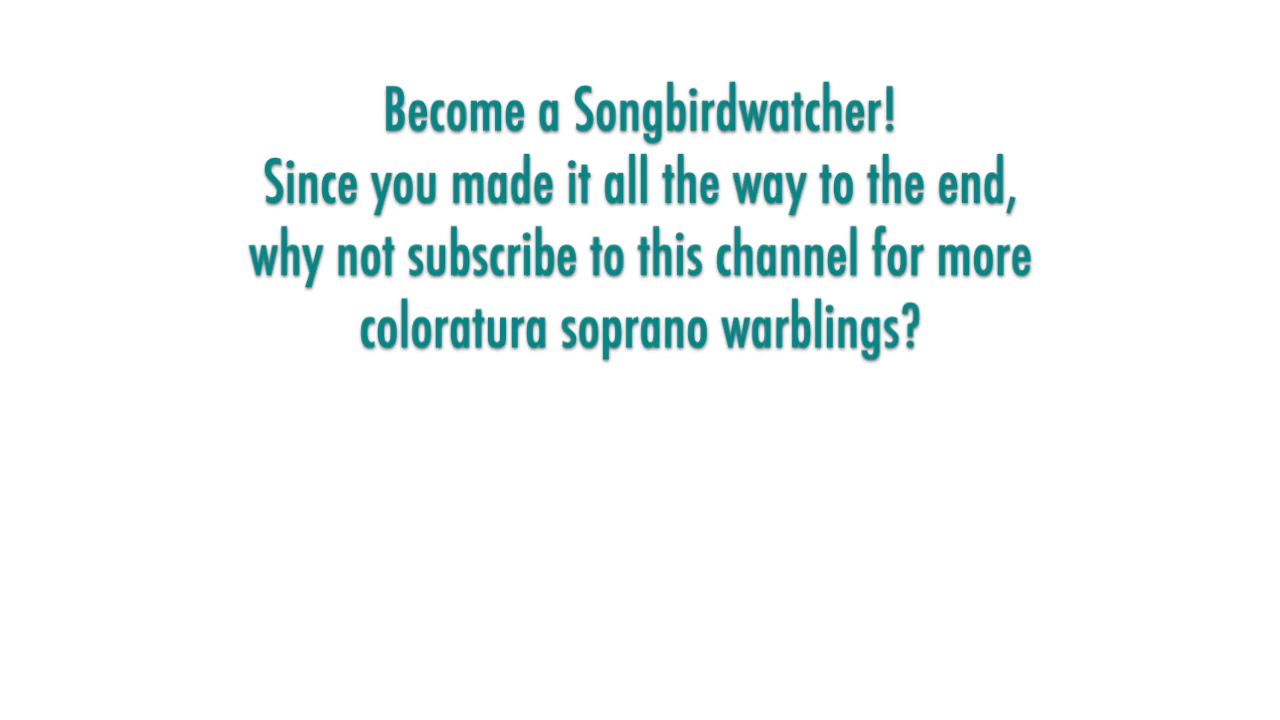 Become a Songbirdwatcher!
Since you made it all the way to the end,
why not subscribe to this channel for more
coloratura soprano warblings?